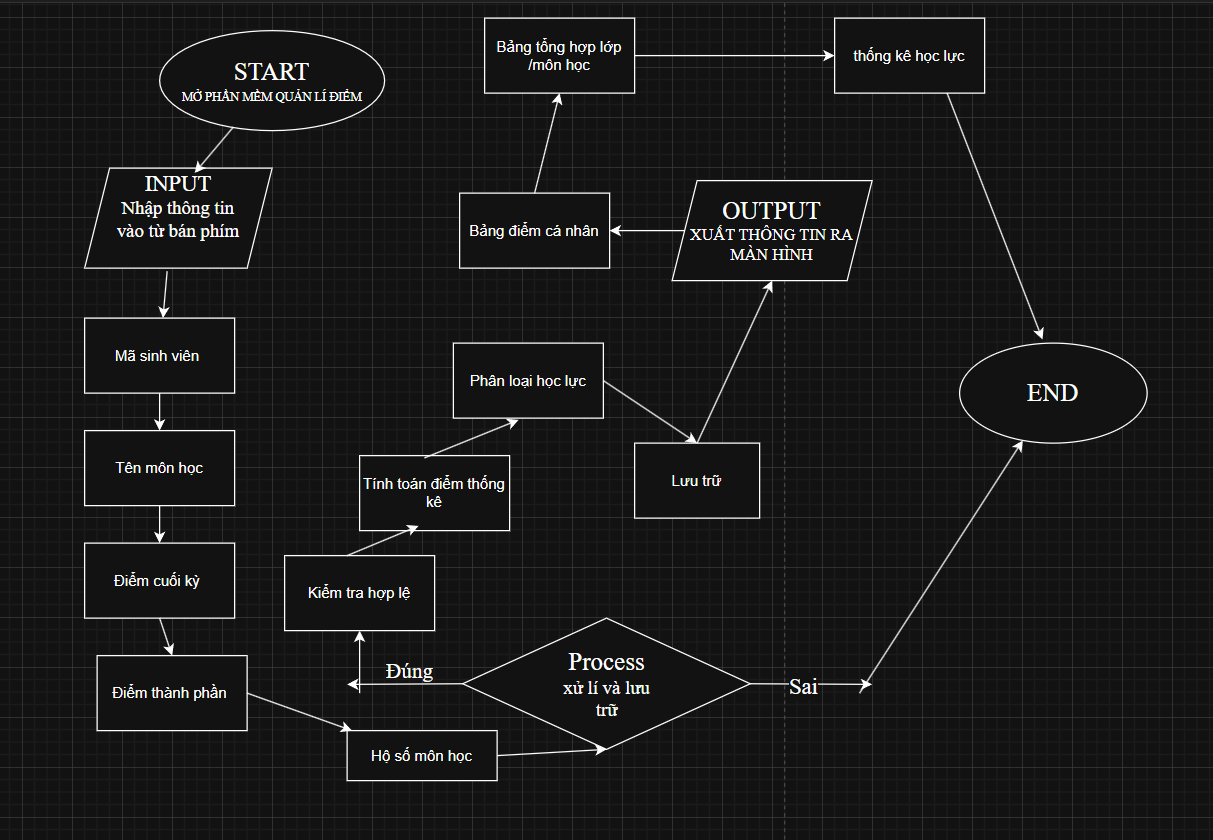 START
MỞ PHẦN MỀM QUẢN LÍ ĐIỂM
INPUT
Nhập thông tin
vào từ bán phím
Mã sinh viên
Tên môn học
Điểm cuối kỳ
Điểm thành phần
Hộ số môn học
Process
xử lí và lưu
trữ
Đúng
Sai
Kiểm tra hợp lệ
Tính toán điểm thống
kê
Phân loại học lực
Lưu trữ
OUTPUT
XUẤT THÔNG TIN RA
MÀN HÌNH
Bảng điểm cá nhân
Bảng tổng hợp lớp
/môn học
thống kê học lực
END